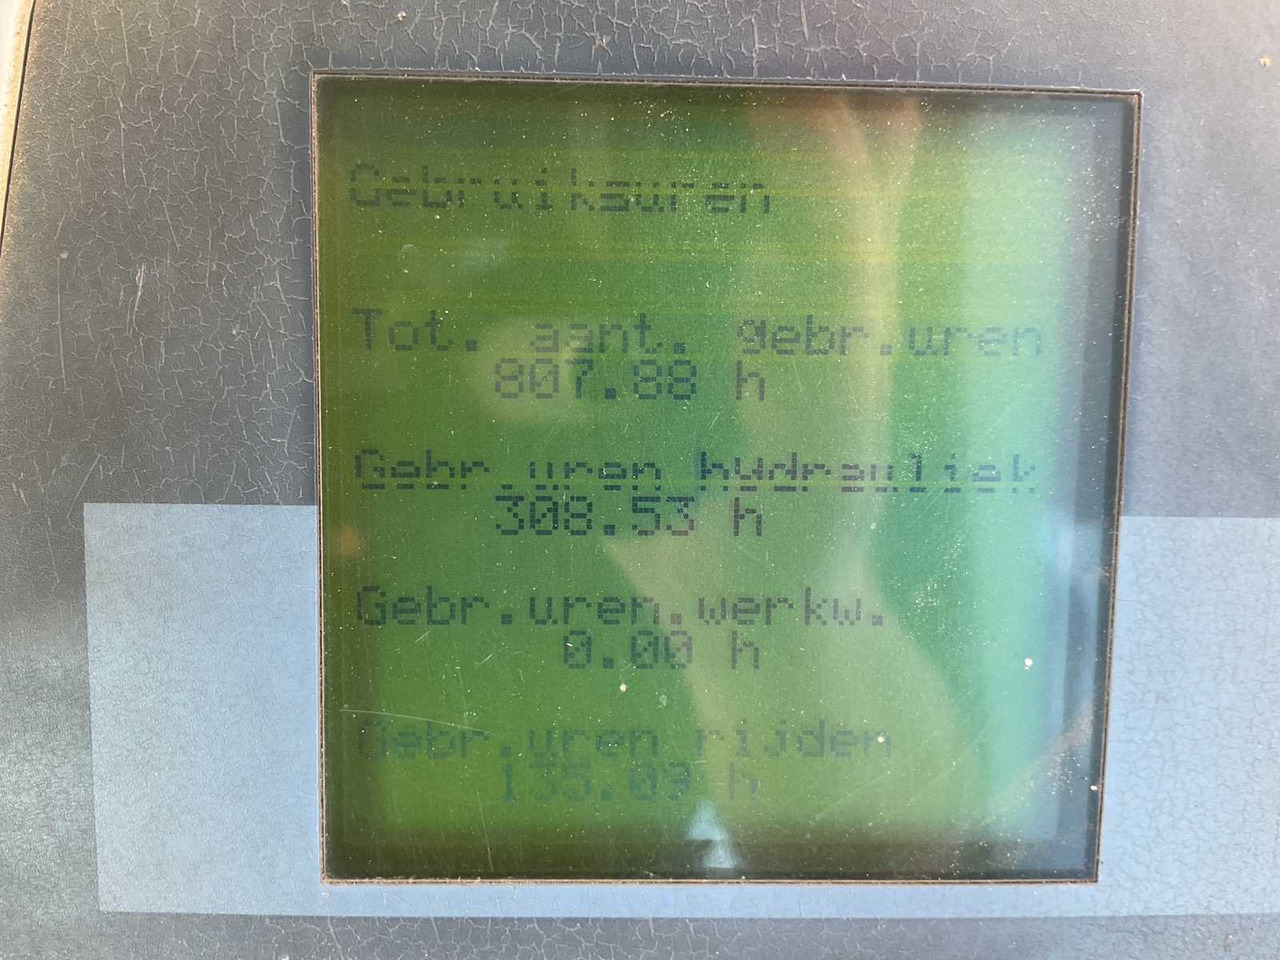 Gebruiksuren
Tot. aant. gebr.uren
807.88 h
Gebr.uren hydrauliek
308.53 h
Gebr.uren.werkw.
0.00 h
Gebr.uren rijden
h